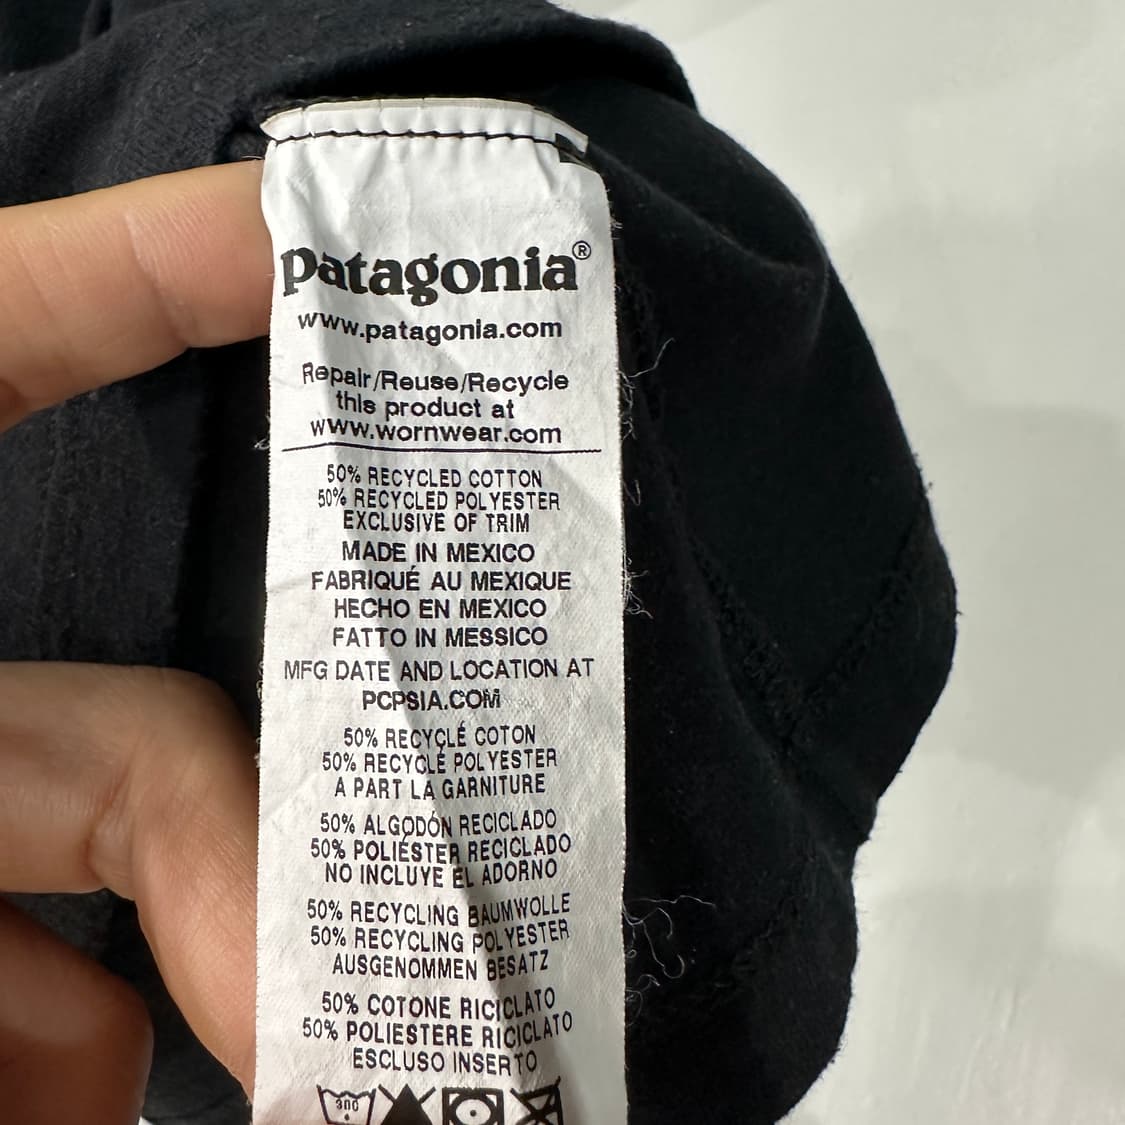 patagonia®
www.patagonia.com
Repair/Reuse/Recycle
this product at
www.wornwear.com
50% RECYCLED COTTON
50% RECYCLED POLYESTER
EXCLUSIVE OF TRIM
MADE IN MEXICO
FABRIQUÉ AU MEXIQUE
HECHO EN MEXICO
FATTO IN MESSICO
MFG DATE AND LOCATION AT
PCPSIA.COM
50% RECYCLÉ COTON
50% RECYCLÉ POLYESTER
A PART LA GARNITURE
50% ALGODÓN RECICLADO
50% POLIÉSTER RECICLADO
NO INCLUYE EL ADORNO
50% RECYCLING BAUMWOLLE
50% RECYCLING POLYESTER
AUSGENOMMEN BESATZ
50% COTONE RICICLATO
50% POLIESTERE RICICLATO
ESCLUSO INSERTO